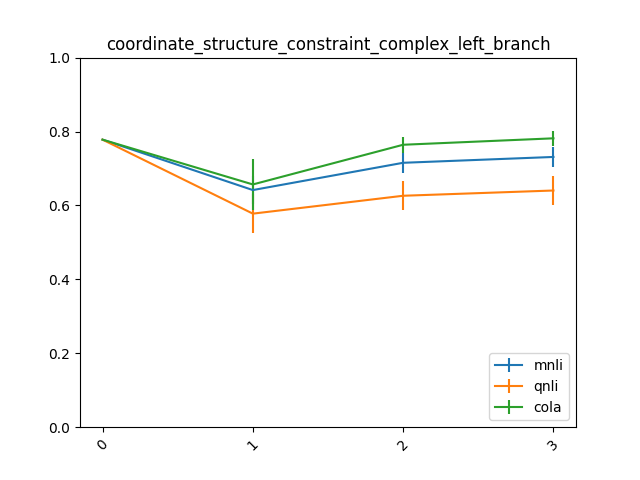 coordinate_structure_constraint_complex_left_branch
1.0
0.8
0.6
0.4
0.2
0.0
mnli
qnli
cola
0 1 2 3